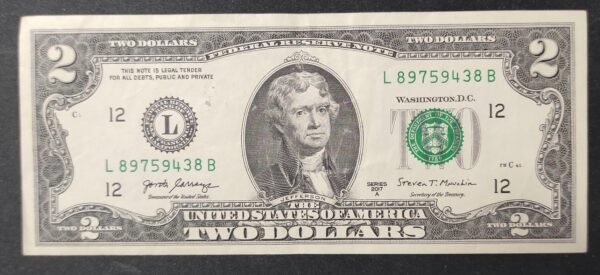 2 TWO DOLLARS FEDERAL RESERVE NOTE TWO DOLLARS 2
THIS NOTE IS LEGAL TENDER
FOR ALL DEBTS, PUBLIC AND PRIVATE
L 89759438 B
WASHINGTON, D.C.
12 12
L
TWO
L 89759438 B
12 12
Treasurer of the United States.
JEFFERSON
SERIES
2017
A
Steven T. Mnuchin
Secretary of the Treasury.
THE
UNITED STATES OF AMERICA
2 TWO DOLLARS 2